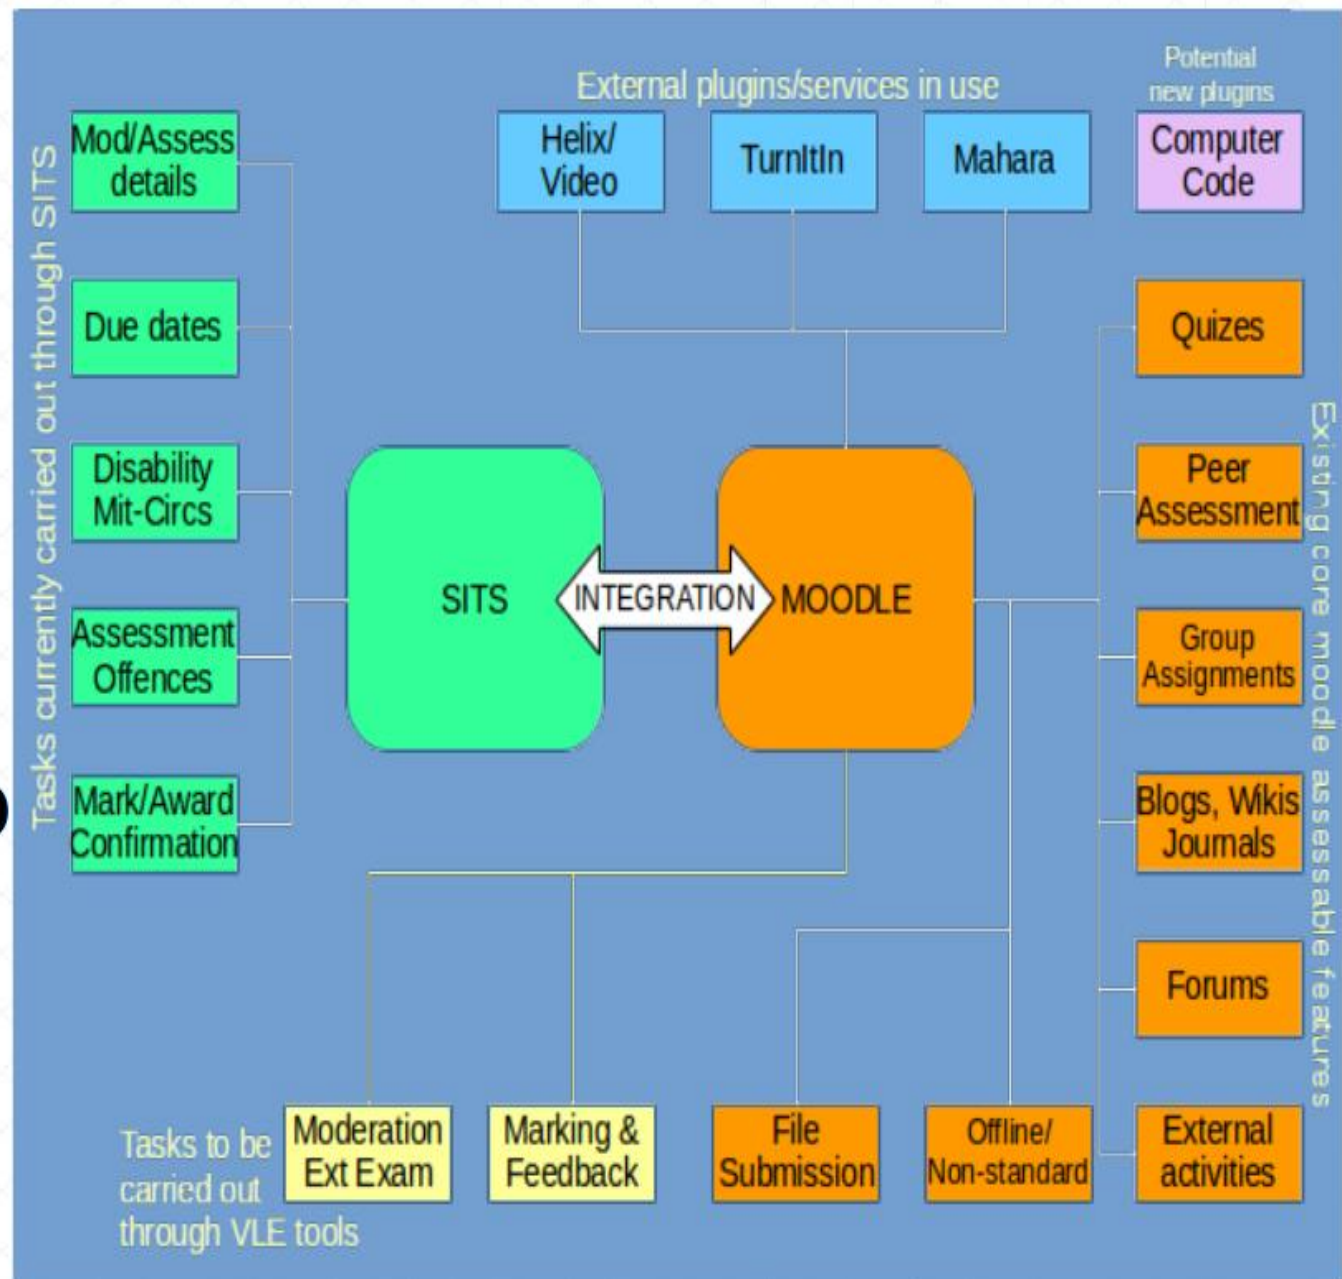 External plugins/services in use
Potential
new plugins
Tasks currently carried out through SITS
Mod/Assess
details
Helix/
Video
TurnItIn
Mahara
Computer
Code
Due dates
Quizes
Disability
Mit-Circs
Peer
Assessment
SITS
INTEGRATION
MOODLE
Assessment
Offences
Group
Assignments
Existing core moodle assessable features
Mark/Award
Confirmation
Blogs, Wikis
Journals
Forums
Tasks to be
carried out
through VLE tools
Moderation
Ext Exam
Marking &
Feedback
File
Submission
Offline/
Non-standard
External
activities